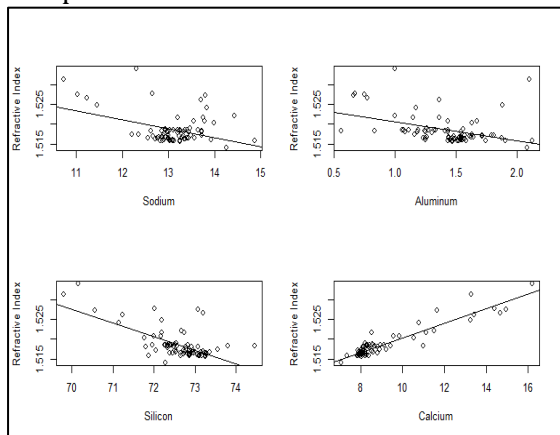 Refractive Index
1.515 1.525
11 12 13 14 15
Sodium
Refractive Index
1.515 1.525
0.5 1.0 1.5 2.0
Aluminum
Refractive Index
1.515 1.525
70 71 72 73 74
Silicon
Refractive Index
1.515 1.525
8 10 12 14 16
Calcium